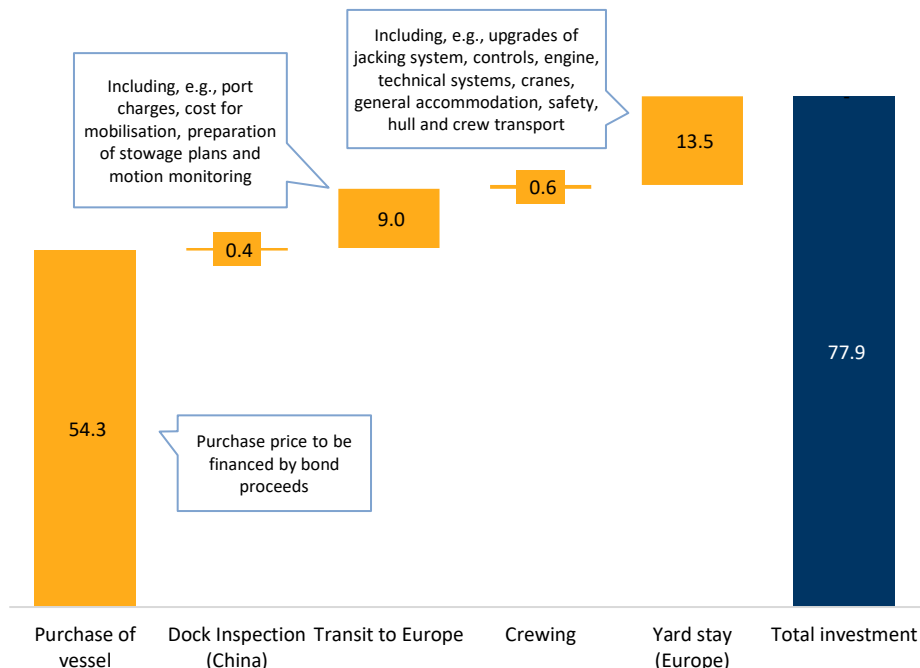 Including, e.g., upgrades of
jacking system, controls, engine,
technical systems, cranes,
general accommodation, safety,
hull and crew transport
Including, e.g., port
charges, cost for
mobilisation, preparation
of stowage plans and
motion monitoring
13.5
0.6
9.0
0.4
77.9
54.3
Purchase price to be
financed by bond
proceeds
Purchase of
vessel
Dock Inspection
(China)
Transit to Europe
Crewing
Yard stay
(Europe)
Total investment